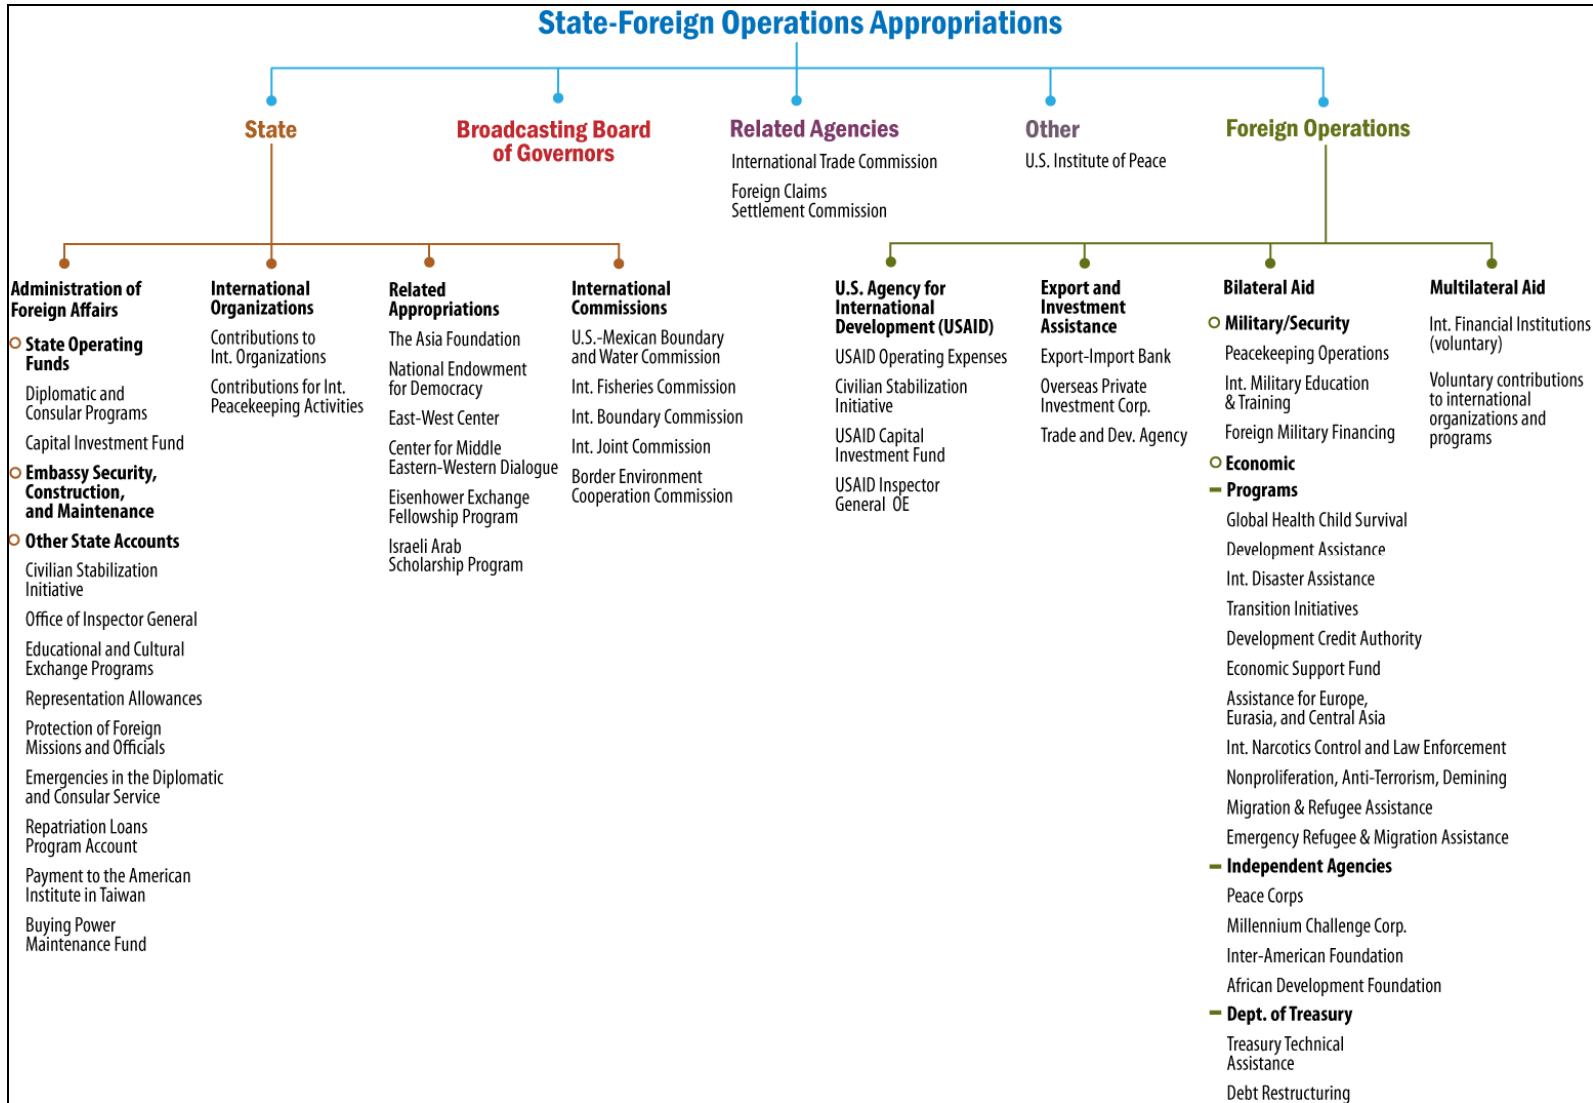 State-Foreign Operations Appropriations
State
Broadcasting Board
of Governors
Related Agencies
International Trade Commission
Foreign Claims
Settlement Commission
Other
U.S. Institute of Peace
Foreign Operations
Administration of
Foreign Affairs
State Operating
Funds
Diplomatic and
Consular Programs
Capital Investment Fund
Embassy Security,
Construction,
and Maintenance
Other State Accounts
Civilian Stabilization
Initiative
Office of Inspector General
Educational and Cultural
Exchange Programs
Representation Allowances
Protection of Foreign
Missions and Officials
Emergencies in the Diplomatic
and Consular Service
Repatriation Loans
Program Account
Payment to the American
Institute in Taiwan
Buying Power
Maintenance Fund
International
Organizations
Contributions to
Int. Organizations
Contributions for Int.
Peacekeeping Activities
Related
Appropriations
The Asia Foundation
National Endowment
for Democracy
East-West Center
Center for Middle
Eastern-Western Dialogue
Eisenhower Exchange
Fellowship Program
Israeli Arab
Scholarship Program
International
Commissions
U.S.-Mexican Boundary
and Water Commission
Int. Fisheries Commission
Int. Boundary Commission
Int. Joint Commission
Border Environment
Cooperation Commission
U.S. Agency for
International
Development (USAID)
USAID Operating Expenses
Civilian Stabilization
Initiative
USAID Capital
Investment Fund
USAID Inspector
General OE
Export and
Investment
Assistance
Export-Import Bank
Overseas Private
Investment Corp.
Trade and Dev. Agency
Bilateral Aid
Military/Security
Peacekeeping Operations
Int. Military Education
& Training
Foreign Military Financing
Economic
Programs
Global Health Child Survival
Development Assistance
Int. Disaster Assistance
Transition Initiatives
Development Credit Authority
Economic Support Fund
Assistance for Europe,
Eurasia, and Central Asia
Int. Narcotics Control and Law Enforcement
Nonproliferation, Anti-Terrorism, Demining
Migration & Refugee Assistance
Emergency Refugee & Migration Assistance
Independent Agencies
Peace Corps
Millennium Challenge Corp.
Inter-American Foundation
African Development Foundation
Dept. of Treasury
Treasury Technical
Assistance
Debt Restructuring
Multilateral Aid
Int. Financial Institutions
(voluntary)
Voluntary contributions
to international
organizations and
programs